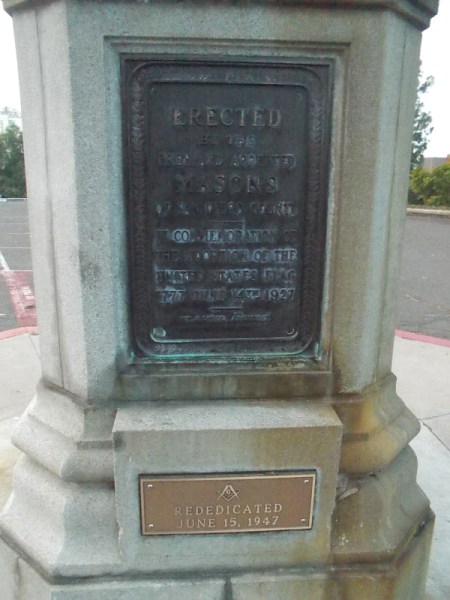 ERECTED
BY THE
FREE AND ACCEPTED
MASONS
OF SAN DIEGO COUNTY
IN COMMEMORATION OF
THE ADOPTION OF THE
UNITED STATES FLAG
1777 JUNE 14TH 1927
REDEDICATED
JUNE 15, 1947